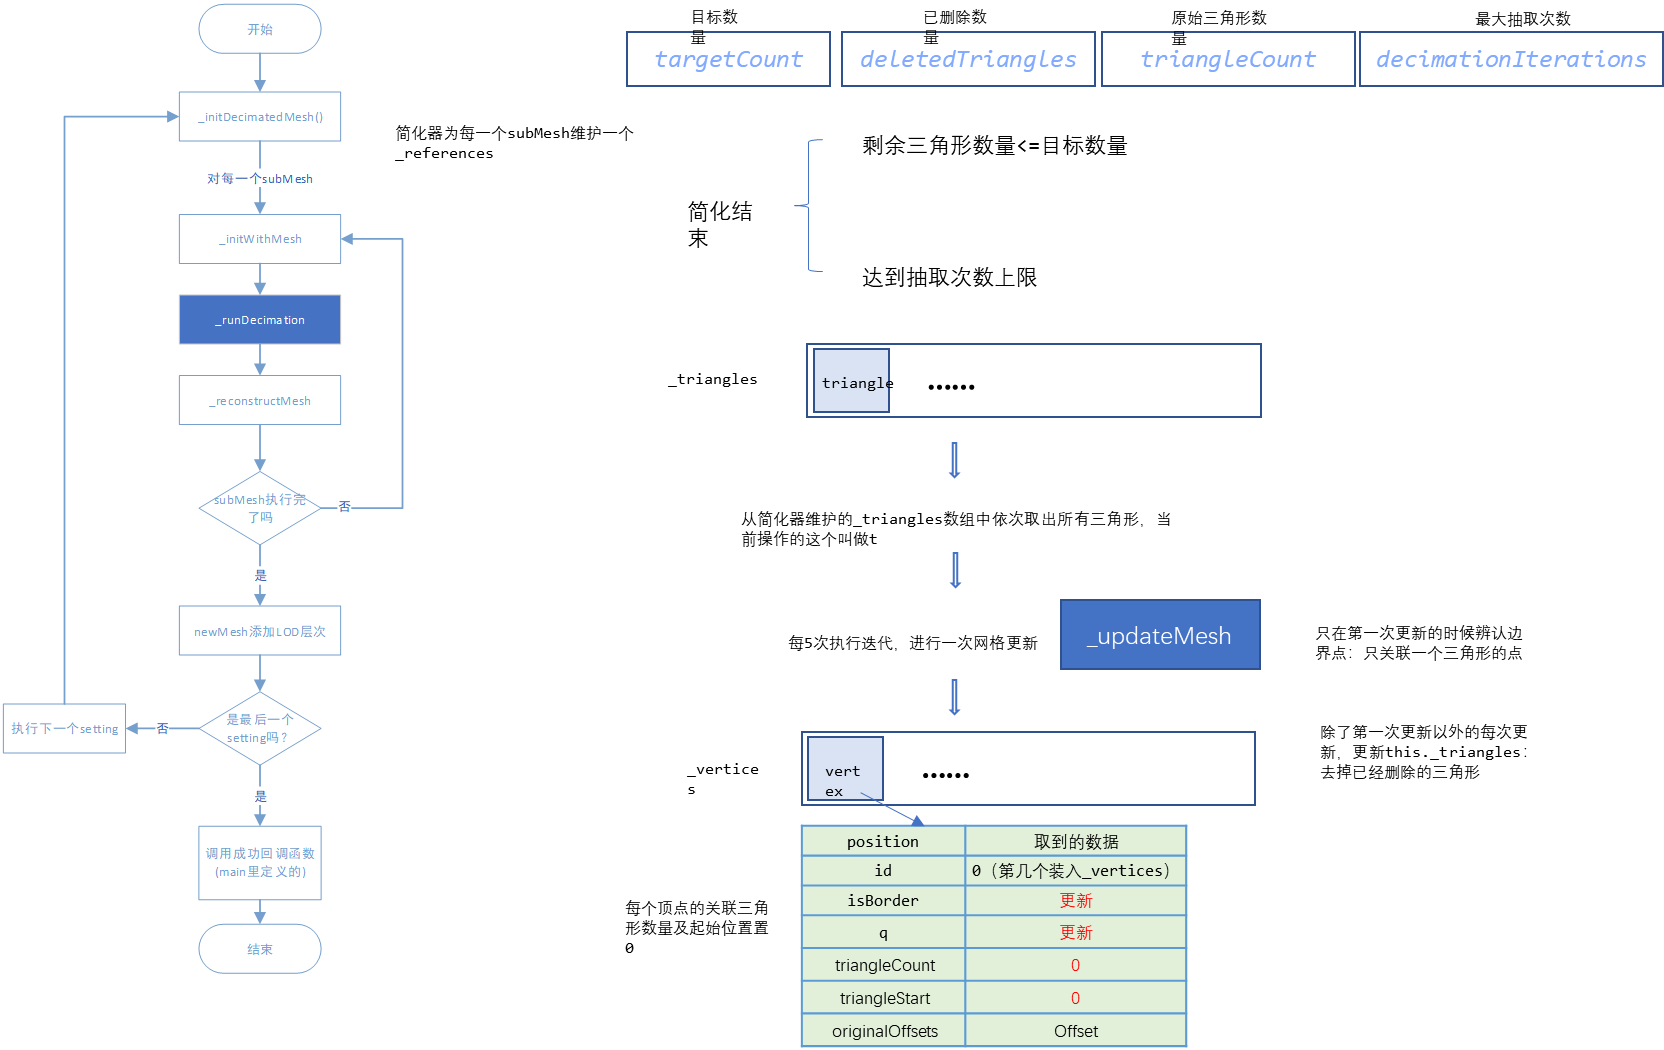 开始
_initDecimatedMesh()
对每一个subMesh
_initWithMesh
_runDecimation
_reconstructMesh
subMesh执行完
了吗
否
是
newMesh添加LOD层次
是最后一个
setting吗？
否
执行下一个setting
是
调用成功回调函数
(main里定义的)
结束
简化器为每一个subMesh维护一个
_references
目标数
量
targetCount
已删除数
量
deletedTriangles
原始三角形数
量
triangleCount
最大抽取次数
decimationIterations
简化结
束
剩余三角形数量<=目标数量
达到抽取次数上限
_triangles
triangle
……
从简化器维护的_triangles数组中依次取出所有三角形，当
前操作的这个叫做t
每5次执行迭代，进行一次网格更新
_updateMesh
只在第一次更新的时候辨认边
界点：只关联一个三角形的点
除了第一次更新以外的每次更
新，更新this._triangles：
去掉已经删除的三角形
_vertice
s
vert
ex
……
每个顶点的关联三角
形数量及起始位置置
0
position 取到的数据
id 0（第几个装入_vertices）
isBorder 更新
q 更新
triangleCount 0
triangleStart 0
originalOffsets Offset